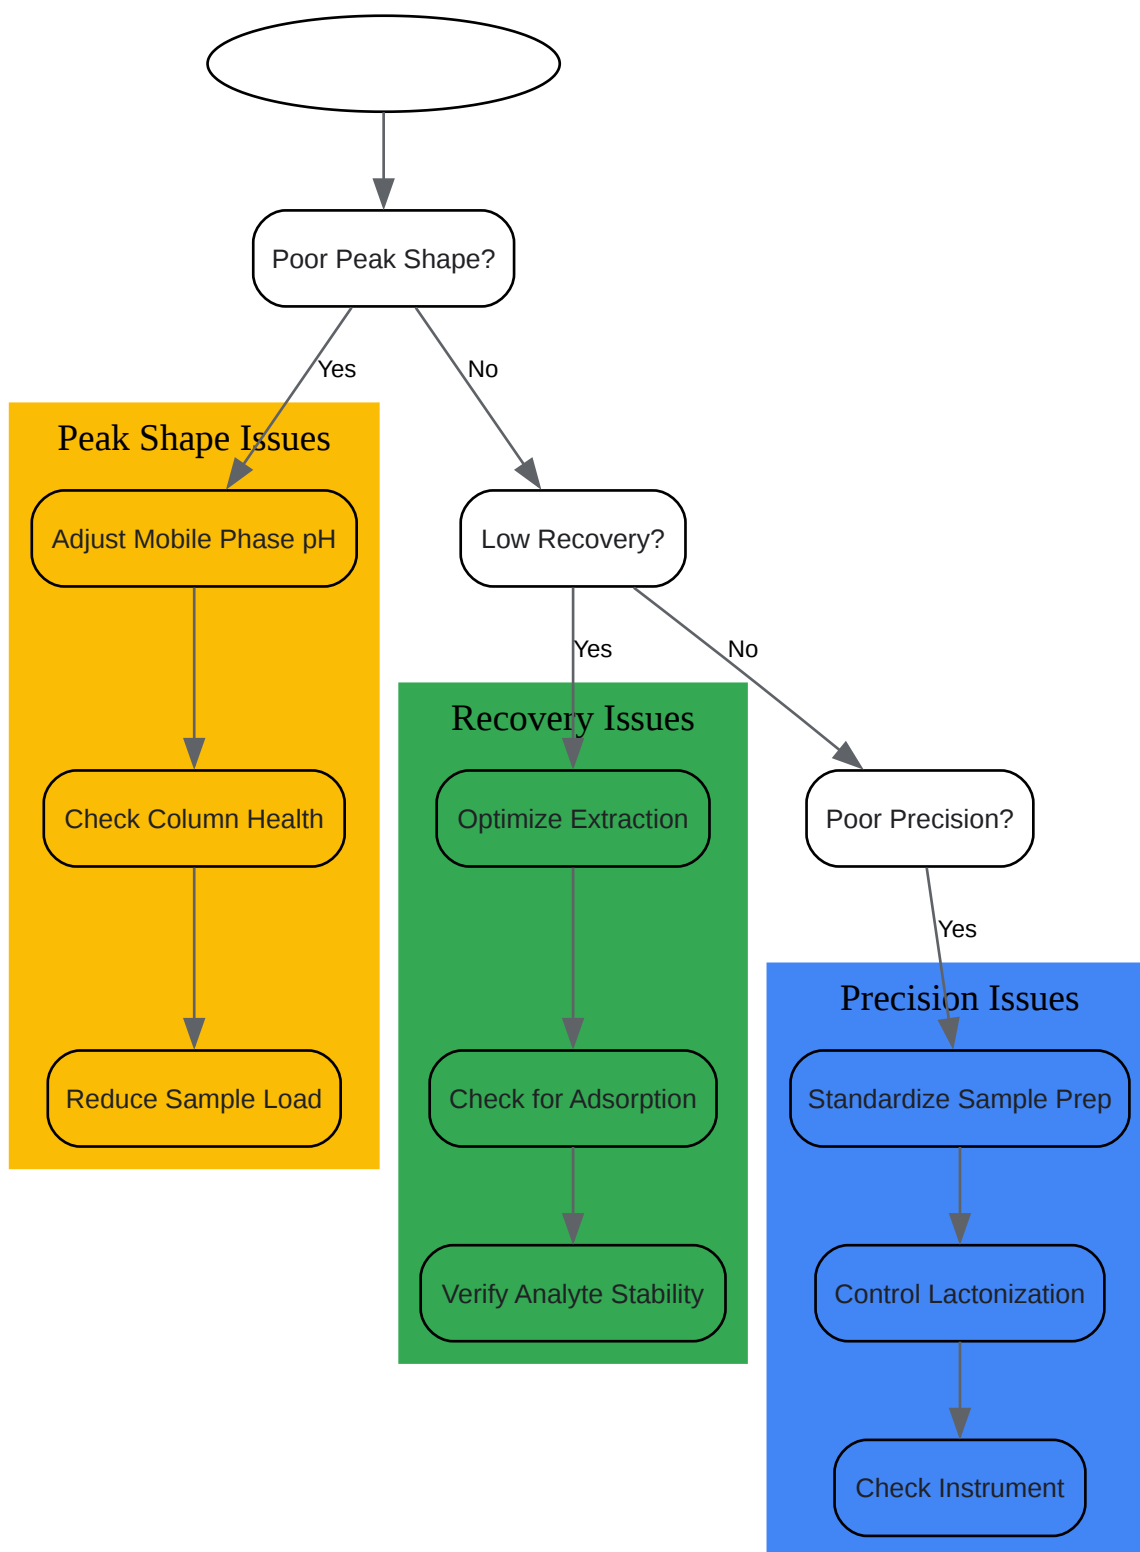 Poor Peak Shape?
Yes
No
Peak Shape Issues
Adjust Mobile Phase pH
Low Recovery?
Yes
No
Recovery Issues
Check Column Health
Optimize Extraction
Poor Precision?
Yes
Precision Issues
Reduce Sample Load
Check for Adsorption
Standardize Sample Prep
Verify Analyte Stability
Control Lactonization
Check Instrument